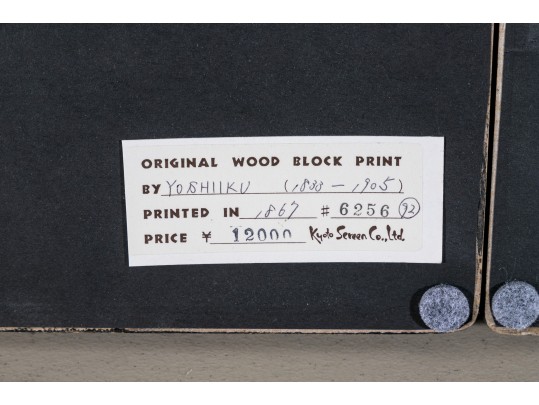 ORIGINAL WOOD BLOCK PRINT
BY YOSHIIKU (1833 – 1905)
PRINTED IN 1867 # 6256 92
PRICE ¥ 12000 Kyoto Screen Co., Ltd.